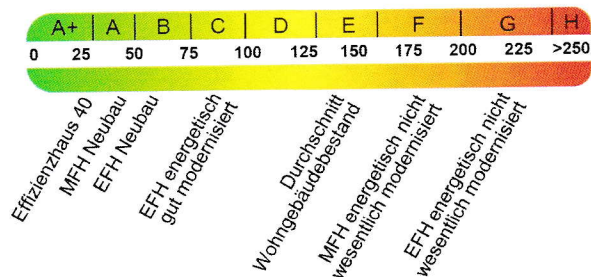 A+ A B C D E F G H
0 25 50 75 100 125 150 175 200 225 >250
Effizienzhaus 40
MFH Neubau
EFH Neubau
EFH energetisch
gut modernisiert
Durchschnitt
Wohngebäudebestand
MFH energetisch nicht
wesentlich modernisiert
EFH energetisch nicht
wesentlich modernisiert